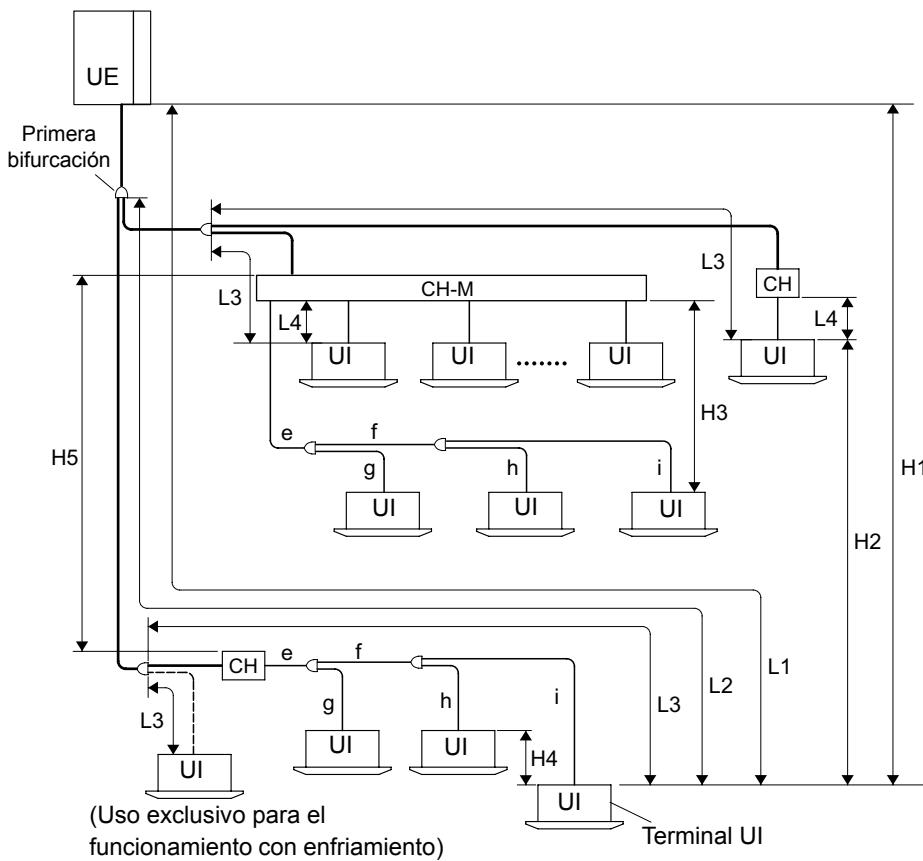 UE
Primera
bifurcación
L3
CH
L3
CH-M
L4
L4
UI
UI
.......
UI
UI
H3
H1
H5
e
f
g
h
i
H2
UI
UI
UI
CH
e
f
L3
L2
L1
g
h
i
L3
UI
UI
H4
UI
UI
(Uso exclusivo para el
funcionamiento con enfriamiento)
Terminal UI